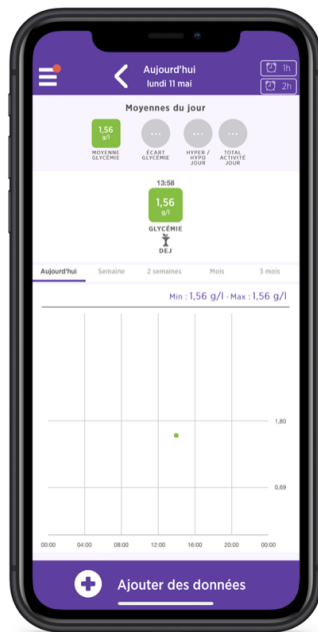 Aujourd'hui
lundi 11 mai
1h
2h
Moyennes du jour
1,56
g/l
...
...
...
MOYENNE
GLYCÉMIE
ÉCART
GLYCÉMIE
HYPER /
HYPO
JOUR
TOTAL
ACTIVITÉ
JOUR
13:58
1,56
g/l
GLYCÉMIE
DEJ
Aujourd'hui Semaine 2 semaines Mois 3 mois
Min : 1,56 g/l - Max : 1,56 g/l
1,80
0,69
00:00 04:00 08:00 12:00 16:00 20:00 00:00
Ajouter des données